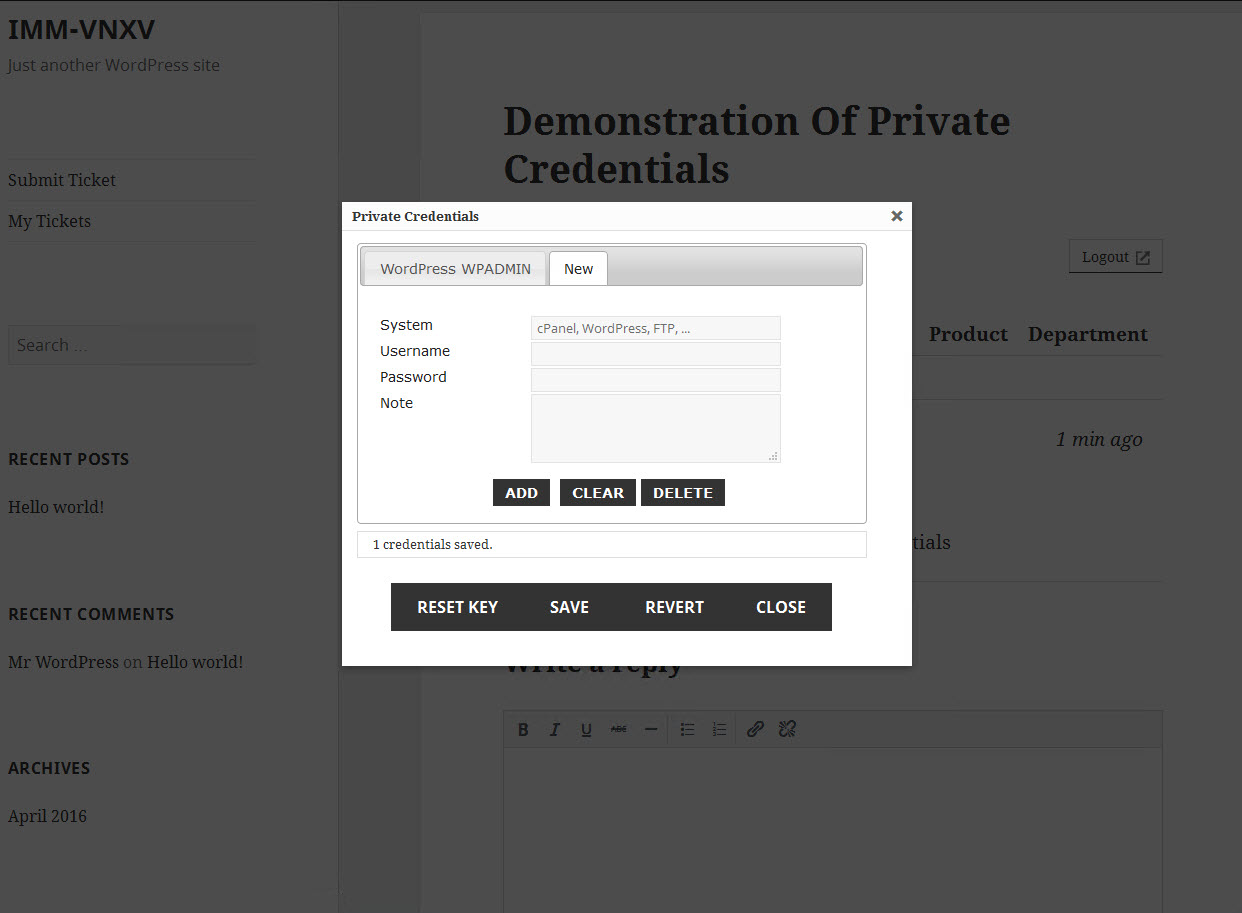 IMM-VNXV
Just another WordPress site
Submit Ticket
My Tickets
Search ...
RECENT POSTS
Hello world!
RECENT COMMENTS
Mr WordPress on Hello world!
ARCHIVES
April 2016
Demonstration Of Private
Credentials
Logout
Product Department
1 min ago
Private Credentials
WordPress WPADMIN New
System cPanel, WordPress, FTP, ...
Username
Password
Note
ADD CLEAR DELETE
1 credentials saved.
RESET KEY SAVE REVERT CLOSE
Write a reply
B I U ABC